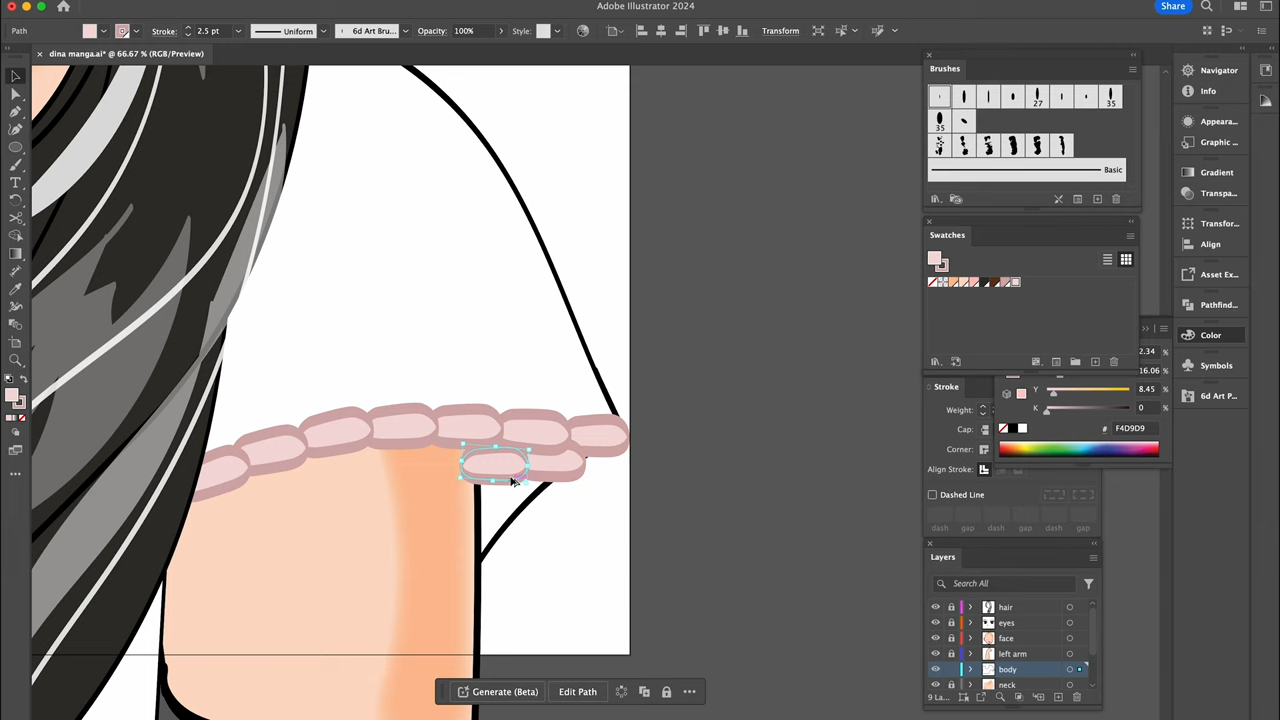 Adobe Illustrator 2024
Share
Path
Stroke:
2.5 pt
Uniform
6d Art Bru...
Opacity:
100%
Style:
Transform
dina manga.ai* @ 66.67 % (RGB/Preview)
Brushes
27
35
35
Basic
Swatches
2.34
%
16.06
%
Y
8.45
%
K
0
%
# F4D9D9
Stroke
Weight:
Cap:
Corner:
Align Stroke:
Dashed Line
dash
gap
dash
gap
dash
gap
Layers
Search All
hair
eyes
face
left arm
body
neck
9 La...
Navigator
Info
Appeara...
Graphic ...
Gradient
Transpa...
Transfor...
Align
Asset Ex...
Pathfind...
Color
Symbols
6d Art P...
Generate (Beta)
Edit Path